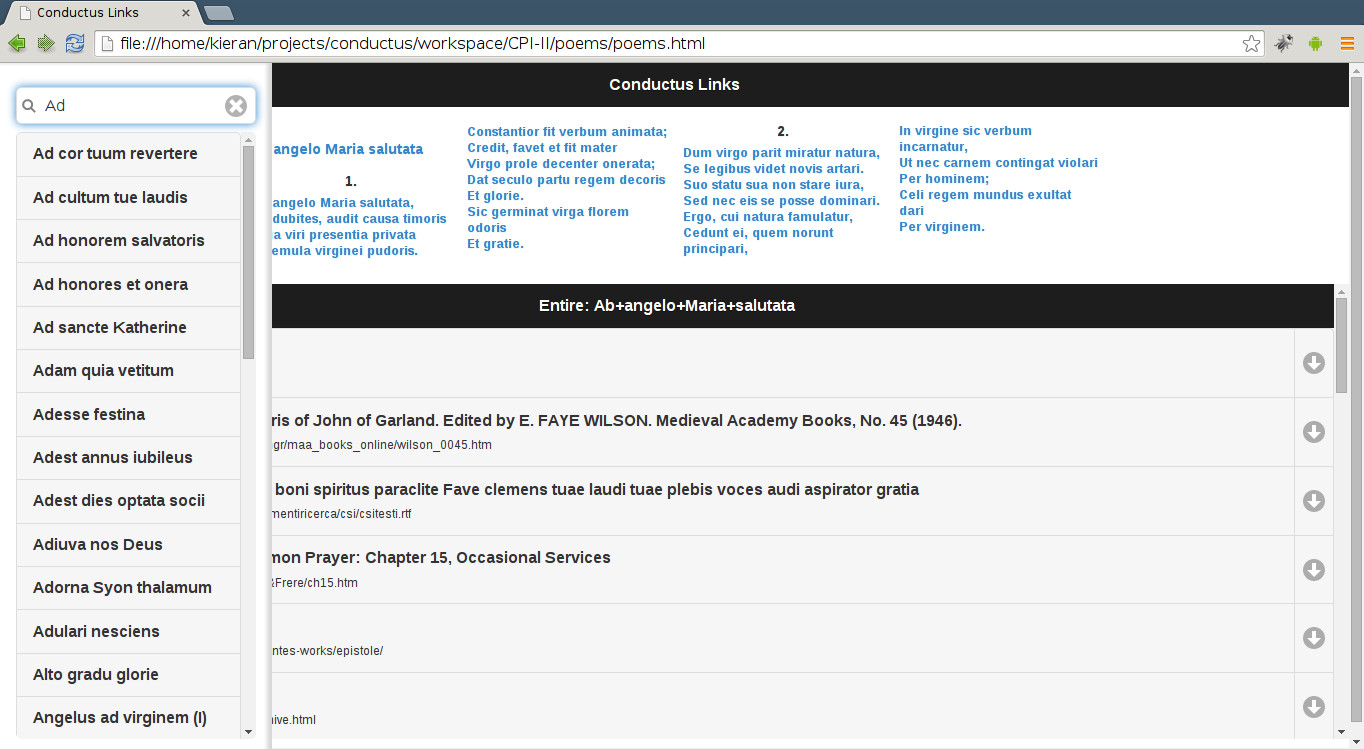 Conductus Links
file:///home/kieran/projects/conductus/workspace/CPI-II/poems/poems.html
Ad
Ad cor tuum revertere
Ad cultum tue laudis
Ad honorem salvatoris
Ad honores et onera
Ad sancte Katherine
Adam quia vetitum
Adesse festina
Adest annus iubileus
Adest dies optata socii
Adiuva nos Deus
Adorna Syon thalamum
Adulari nesciens
Alto gradu glorie
Angelus ad virginem (I)
Conductus Links
angelo Maria salutata
1.
angelo Maria salutata,
dubites, audit causa timoris
a viri presentia privata
emula virginei pudoris.
Constantior fit verbum animata;
Credit, favet et fit mater
Virgo prole decenter onerata;
Dat seculo partu regem decoris
Et glorie.
Sic germinat virga florem
odoris
Et gratie.
2.
Dum virgo parit miratur natura,
Se legibus videt novis artari.
Suo statu sua non stare iura,
Sed nec eis se posse dominari.
Ergo, cui natura famulatur,
Cedunt ei, quem norunt
principari,
In virgine sic verbum
incarnatur,
Ut nec carnem contingat violari
Per hominem;
Celi regem mundus exultat
dari
Per virginem.
Entire: Ab+angelo+Maria+salutata
ris of John of Garland. Edited by E. FAYE WILSON. Medieval Academy Books, No. 45 (1946).
gr/maa_books_online/wilson_0045.htm
boni spiritus paraclite Fave clemens tuae laudi tuae plebis voces audi aspirator gratia
mentiricerca/csi/csitesti.rtf
mon Prayer: Chapter 15, Occasional Services
&Frere/ch15.htm
ntes-works/epistole/
ive.html